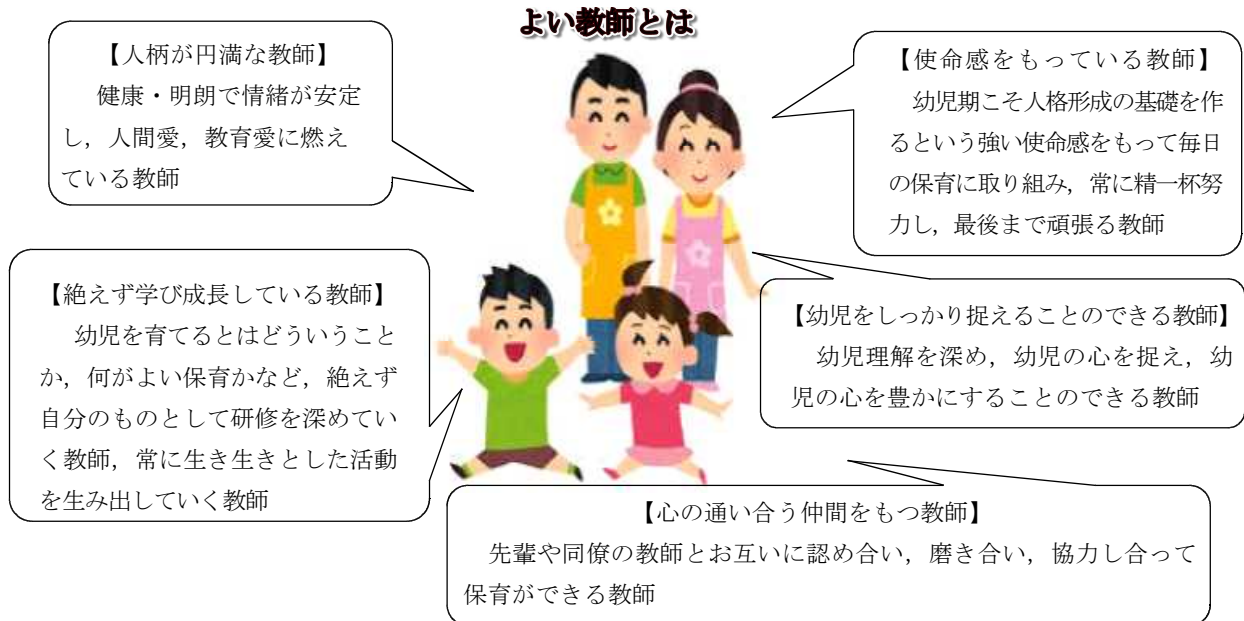 よい教師とは
【人柄が円満な教師】
健康・明朗で情緒が安定
し，人間愛，教育愛に燃え
ている教師
【使命感をもっている教師】
幼児期こそ人格形成の基礎を作
るという強い使命感をもって毎日
の保育に取り組み，常に精一杯努
力し，最後まで頑張る教師
【絶えず学び成長している教師】
幼児を育てるとはどういうこと
か，何がよい保育かなど，絶えず
自分のものとして研修を深めてい
く教師，常に生き生きとした活動
を生み出していく教師
【幼児をしっかり捉えることのできる教師】
幼児理解を深め，幼児の心を捉え，幼
児の心を豊かにすることのできる教師
【心の通い合う仲間をもつ教師】
先輩や同僚の教師とお互いに認め合い，磨き合い，協力し合って
保育ができる教師